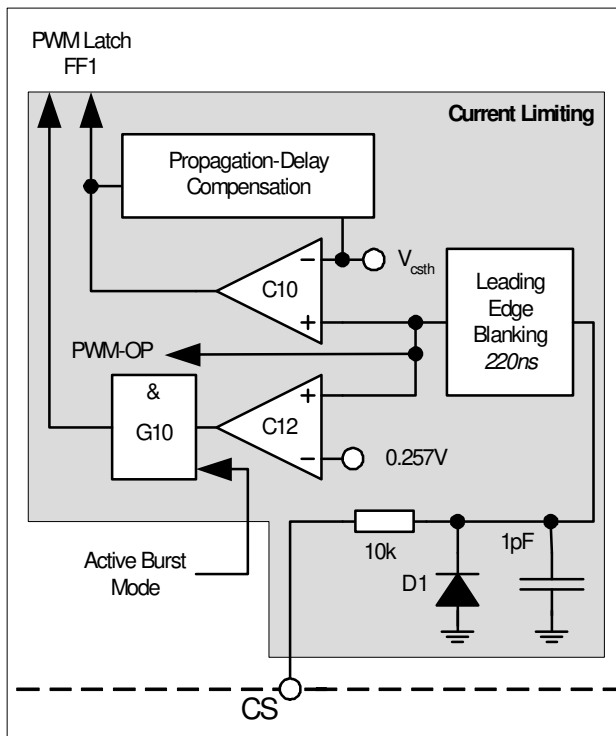 PWM Latch
FF1
Current Limiting
Propagation-Delay
Compensation
Vcsth
C10
Leading
Edge
Blanking
220ns
PWM-OP
&
G10
C12
0.257V
Active Burst
Mode
10k
1pF
D1
CS